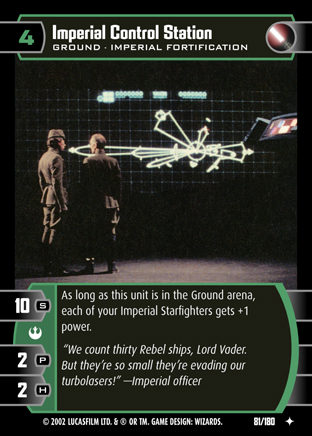 4
Imperial Control Station
GROUND · IMPERIAL FORTIFICATION
10 S
As long as this unit is in the Ground arena,
each of your Imperial Starfighters gets +1
power.
2 P
“We count thirty Rebel ships, Lord Vader.
But they’re so small they’re evading our
2 H
turbolasers!” —Imperial officer
© 2002 LUCASFILM LTD. & ® OR TM. GAME DESIGN: WIZARDS.
81/180